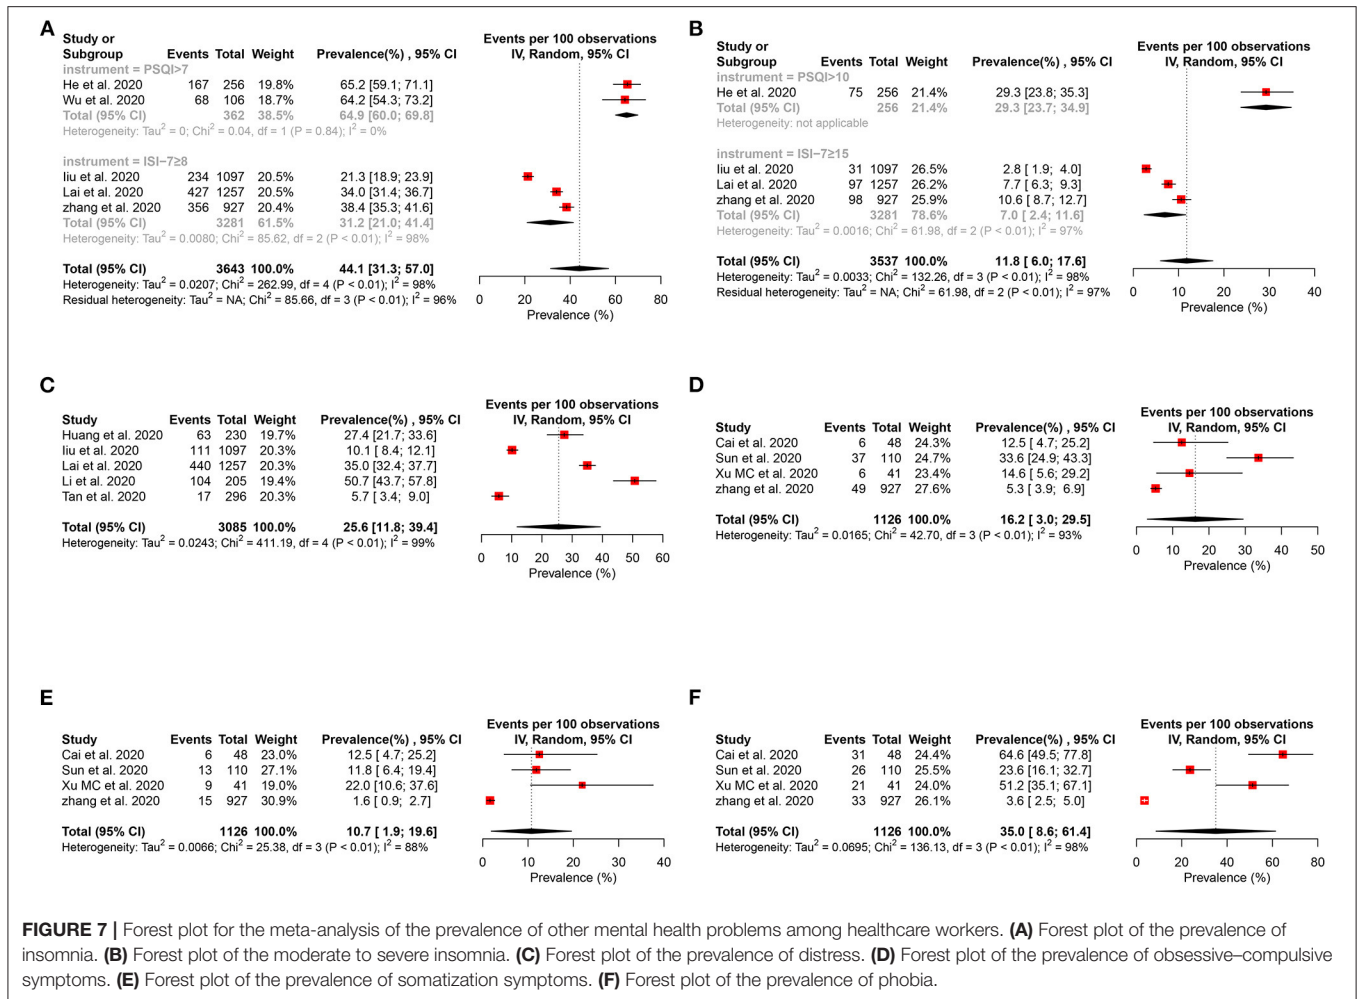 A
Study or
Subgroup Events Total Weight Prevalence(%) , 95% CI
Events per 100 observations
IV, Random, 95% CI
instrument = PSQI>7
He et al. 2020 167 256 19.8% 65.2 [59.1; 71.1]
Wu et al. 2020 68 106 18.7% 64.2 [54.3; 73.2]
Total (95% CI) 362 38.5% 64.9 [60.0; 69.8]
Heterogeneity: Tau² = 0; Chi² = 0.04, df = 1 (P = 0.84); I² = 0%
instrument = ISI−7≥8
liu et al. 2020 234 1097 20.5% 21.3 [18.9; 23.9]
Lai et al. 2020 427 1257 20.5% 34.0 [31.4; 36.7]
zhang et al. 2020 356 927 20.4% 38.4 [35.3; 41.6]
Total (95% CI) 3281 61.5% 31.2 [21.0; 41.4]
Heterogeneity: Tau² = 0.0080; Chi² = 85.62, df = 2 (P < 0.01); I² = 98%
Total (95% CI) 3643 100.0% 44.1 [31.3; 57.0]
Heterogeneity: Tau² = 0.0207; Chi² = 262.99, df = 4 (P < 0.01); I² = 98%
Residual heterogeneity: Tau² = NA; Chi² = 85.66, df = 3 (P < 0.01); I² = 96%
0 20 40 60 80
Prevalence (%)
B
Study or
Subgroup Events Total Weight Prevalence(%) , 95% CI
Events per 100 observations
IV, Random, 95% CI
instrument = PSQI>10
He et al. 2020 75 256 21.4% 29.3 [23.8; 35.3]
Total (95% CI) 256 21.4% 29.3 [23.7; 34.9]
Heterogeneity: not applicable
instrument = ISI−7≥15
liu et al. 2020 31 1097 26.5% 2.8 [ 1.9; 4.0]
Lai et al. 2020 97 1257 26.2% 7.7 [ 6.3; 9.3]
zhang et al. 2020 98 927 25.9% 10.6 [ 8.7; 12.7]
Total (95% CI) 3281 78.6% 7.0 [ 2.4; 11.6]
Heterogeneity: Tau² = 0.0016; Chi² = 61.98, df = 2 (P < 0.01); I² = 97%
Total (95% CI) 3537 100.0% 11.8 [ 6.0; 17.6]
Heterogeneity: Tau² = 0.0033; Chi² = 132.26, df = 3 (P < 0.01); I² = 98%
Residual heterogeneity: Tau² = NA; Chi² = 61.98, df = 2 (P < 0.01); I² = 97%
0 10 20 30 40
Prevalence (%)
C
Events per 100 observations
Study Events Total Weight Prevalence(%) , 95% CI IV, Random, 95% CI
Huang et al. 2020 63 230 19.7% 27.4 [21.7; 33.6]
liu et al. 2020 111 1097 20.3% 10.1 [ 8.4; 12.1]
Lai et al. 2020 440 1257 20.3% 35.0 [32.4; 37.7]
Li et al. 2020 104 205 19.4% 50.7 [43.7; 57.8]
Tan et al. 2020 17 296 20.3% 5.7 [ 3.4; 9.0]
Total (95% CI) 3085 100.0% 25.6 [11.8; 39.4]
Heterogeneity: Tau² = 0.0243; Chi² = 411.19, df = 4 (P < 0.01); I² = 99%
0 10 20 30 40 50 60
Prevalence (%)
D
Events per 100 observations
Study Events Total Weight Prevalence(%) , 95% CI IV, Random, 95% CI
Cai et al. 2020 6 48 24.3% 12.5 [ 4.7; 25.2]
Sun et al. 2020 37 110 24.7% 33.6 [24.9; 43.3]
Xu MC et al. 2020 6 41 23.4% 14.6 [ 5.6; 29.2]
zhang et al. 2020 49 927 27.6% 5.3 [ 3.9; 6.9]
Total (95% CI) 1126 100.0% 16.2 [ 3.0; 29.5]
Heterogeneity: Tau² = 0.0165; Chi² = 42.70, df = 3 (P < 0.01); I² = 93%
0 10 20 30 40 50
Prevalence (%)
E
Events per 100 observations
Study Events Total Weight Prevalence(%) , 95% CI IV, Random, 95% CI
Cai et al. 2020 6 48 23.0% 12.5 [ 4.7; 25.2]
Sun et al. 2020 13 110 27.1% 11.8 [ 6.4; 19.4]
Xu MC et al. 2020 9 41 19.0% 22.0 [10.6; 37.6]
zhang et al. 2020 15 927 30.9% 1.6 [ 0.9; 2.7]
Total (95% CI) 1126 100.0% 10.7 [ 1.9; 19.6]
Heterogeneity: Tau² = 0.0066; Chi² = 25.38, df = 3 (P < 0.01); I² = 88%
0 10 20 30 40
Prevalence (%)
F
Events per 100 observations
Study Events Total Weight Prevalence(%) , 95% CI IV, Random, 95% CI
Cai et al. 2020 31 48 24.4% 64.6 [49.5; 77.8]
Sun et al. 2020 26 110 25.5% 23.6 [16.1; 32.7]
Xu MC et al. 2020 21 41 24.0% 51.2 [35.1; 67.1]
zhang et al. 2020 33 927 26.1% 3.6 [ 2.5; 5.0]
Total (95% CI) 1126 100.0% 35.0 [ 8.6; 61.4]
Heterogeneity: Tau² = 0.0695; Chi² = 136.13, df = 3 (P < 0.01); I² = 98%
0 20 40 60 80
Prevalence (%)
FIGURE 7 | Forest plot for the meta-analysis of the prevalence of other mental health problems among healthcare workers. (A) Forest plot of the prevalence of
insomnia. (B) Forest plot of the moderate to severe insomnia. (C) Forest plot of the prevalence of distress. (D) Forest plot of the prevalence of obsessive–compulsive
symptoms. (E) Forest plot of the prevalence of somatization symptoms. (F) Forest plot of the prevalence of phobia.